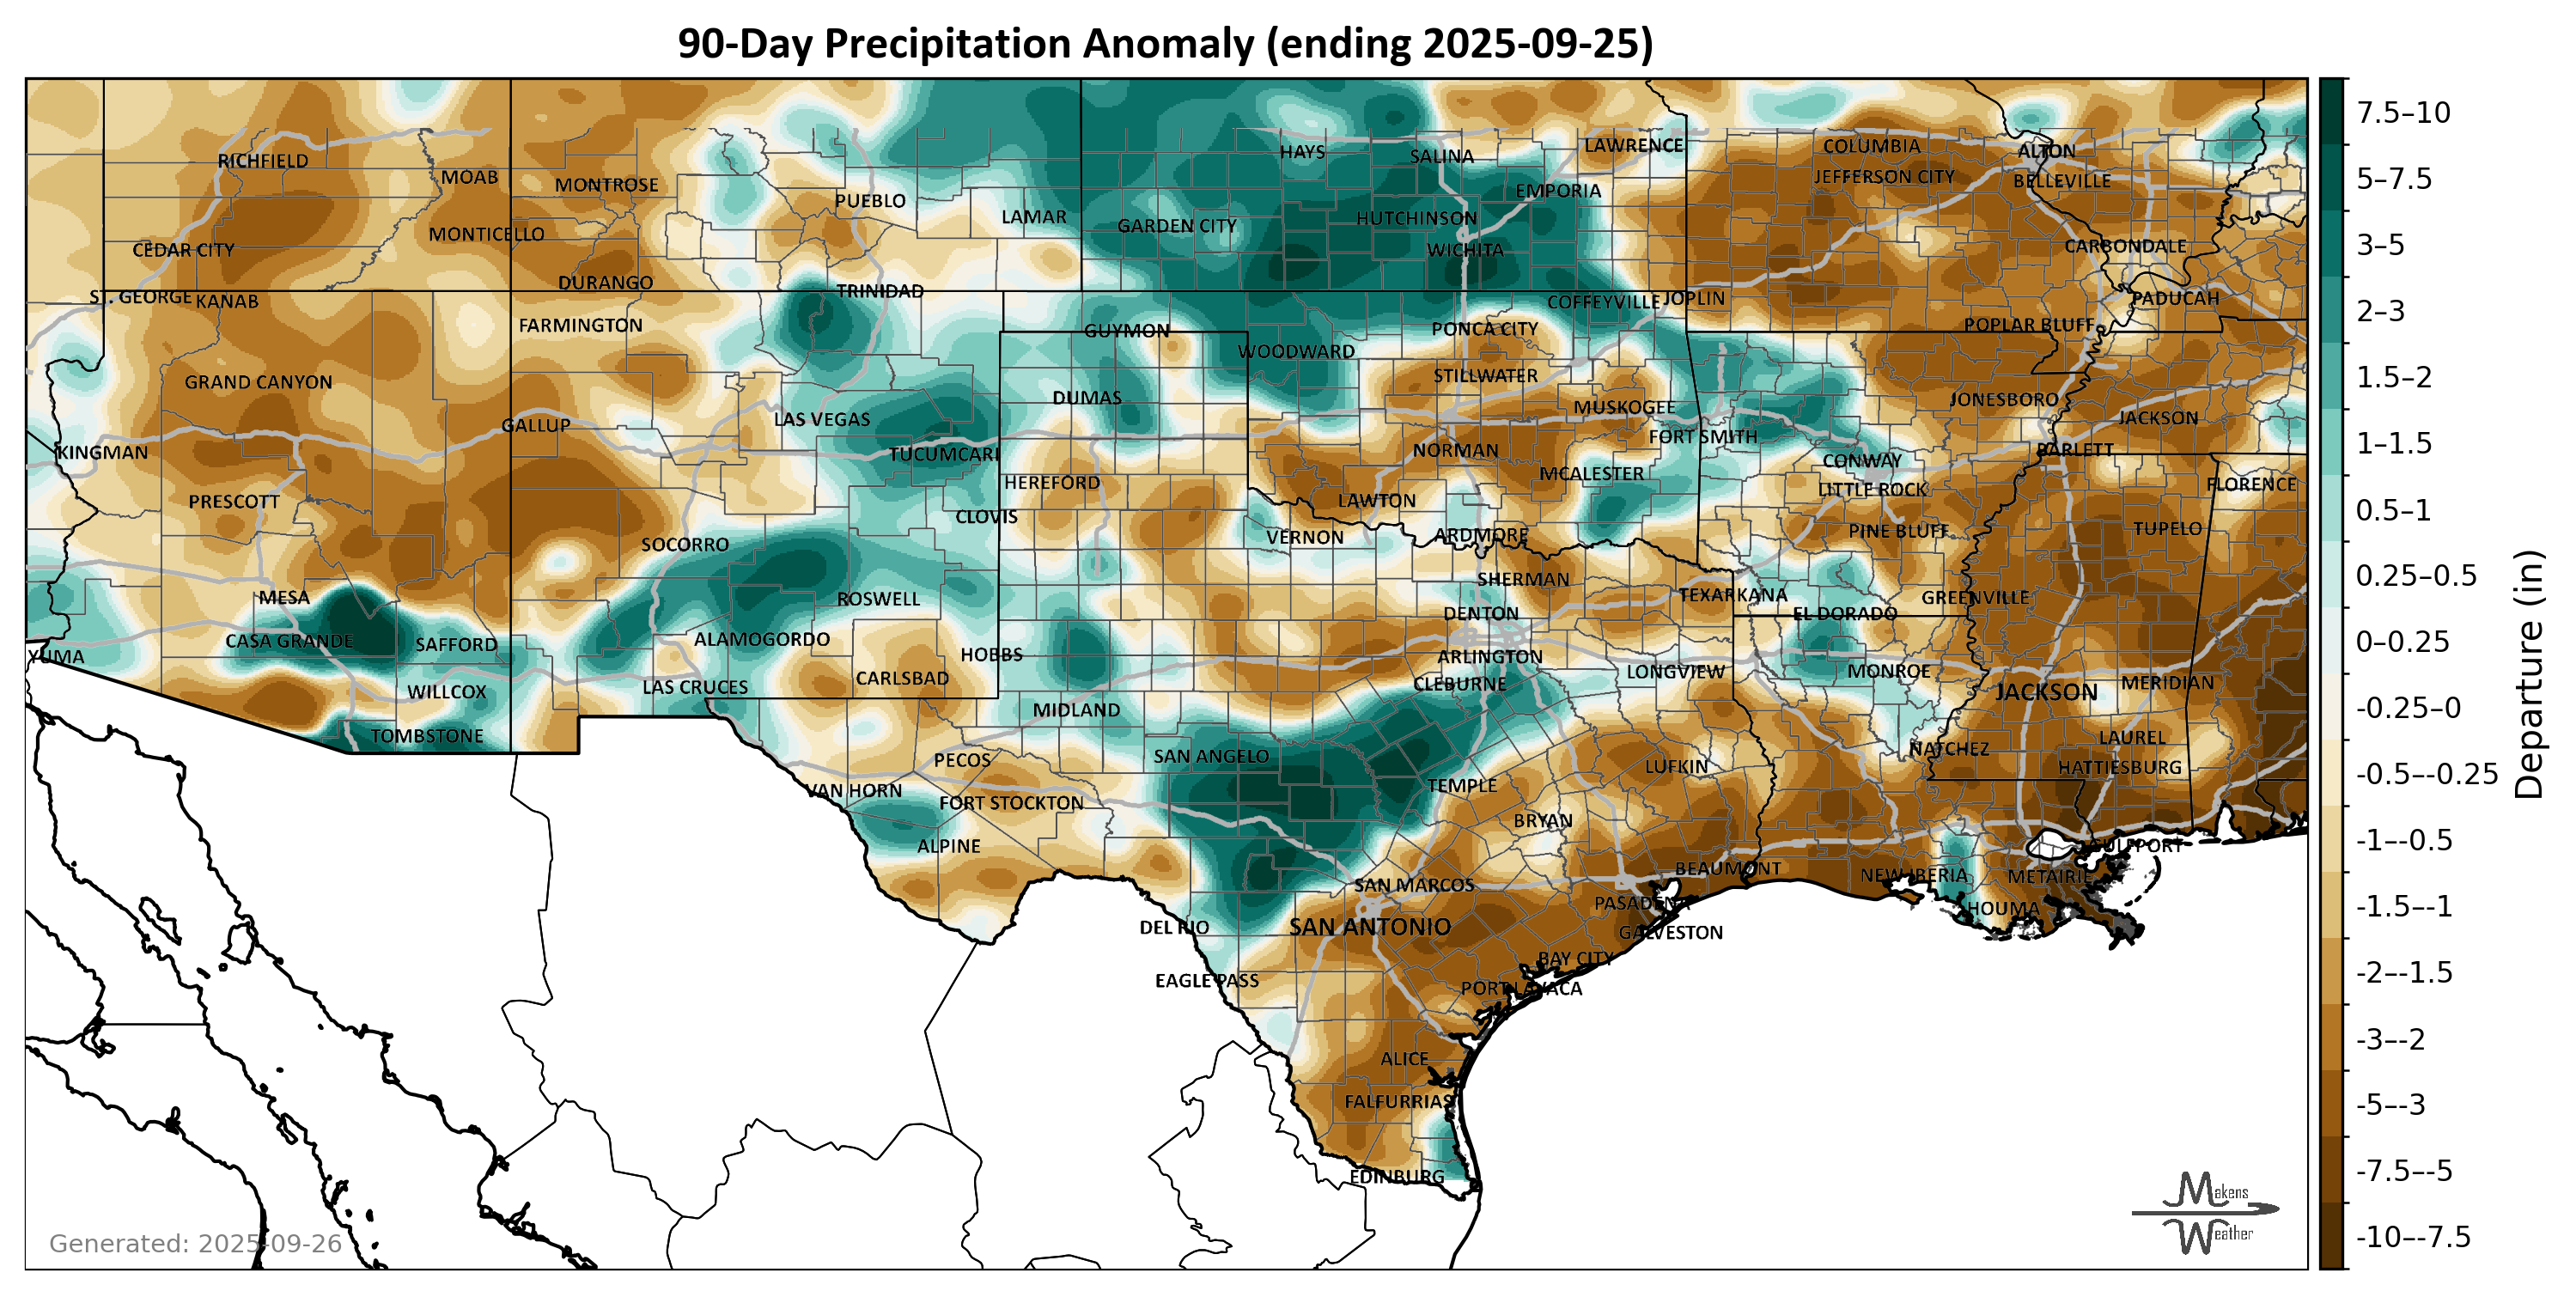 90-Day Precipitation Anomaly (ending 2025-09-25)
RICHFIELD
MOAB
MONTROSE
PUEBLO
LAMAR
HAYS
SALINA
LAWRENCE
COLUMBIA
ALTON
JEFFERSON CITY
BELLEVILLE
EMPORIA
GARDEN CITY
HUTCHINSON
WICHITA
CEDAR CITY
MONTICELLO
CARBONDALE
DURANGO
TRINIDAD
ST. GEORGE
KANAB
COFFEYVILLE
JOPLIN
PADUCAH
FARMINGTON
GUYMON
PONCA CITY
POPLAR BLUFF
WOODWARD
STILLWATER
GRAND CANYON
DUMAS
MUSKOGEE
JONESBORO
JACKSON
GALLUP
LAS VEGAS
FORT SMITH
KINGMAN
TUCUMCARI
NORMAN
BARLETT
CONWAY
MCALESTER
HEREFORD
LITTLE ROCK
FLORENCE
PRESCOTT
LAWTON
CLOVIS
PINE BLUFF
TUPELO
SOCORRO
VERNON
ARDMORE
SHERMAN
MESA
ROSWELL
TEXARKANA
GREENVILLE
DENTON
EL DORADO
CASA GRANDE
SAFFORD
ALAMOGORDO
YUMA
HOBBS
ARLINGTON
LONGVIEW
MONROE
CARLSBAD
CLEBURNE
MERIDIAN
WILLCOX
LAS CRUCES
JACKSON
MIDLAND
TOMBSTONE
SAN ANGELO
NATCHEZ
LAUREL
PECOS
LUFKIN
HATTIESBURG
VAN HORN
FORT STOCKTON
TEMPLE
BRYAN
ALPINE
GULFPORT
BEAUMONT
NEW IBERIA
METAIRIE
SAN MARCOS
PASADENA
HOUMA
DEL RIO
SAN ANTONIO
GALVESTON
BAY CITY
EAGLE PASS
PORT LAVACA
ALICE
FALFURRIAS
EDINBURG
Generated: 2025-09-26
Makens
Weather
7.5–10
5–7.5
3–5
2–3
1.5–2
1–1.5
0.5–1
0.25–0.5
0–0.25
-0.25–0
-0.5–-0.25
-1–-0.5
-1.5–-1
-2–-1.5
-3–-2
-5–-3
-7.5–-5
-10–-7.5
Departure (in)